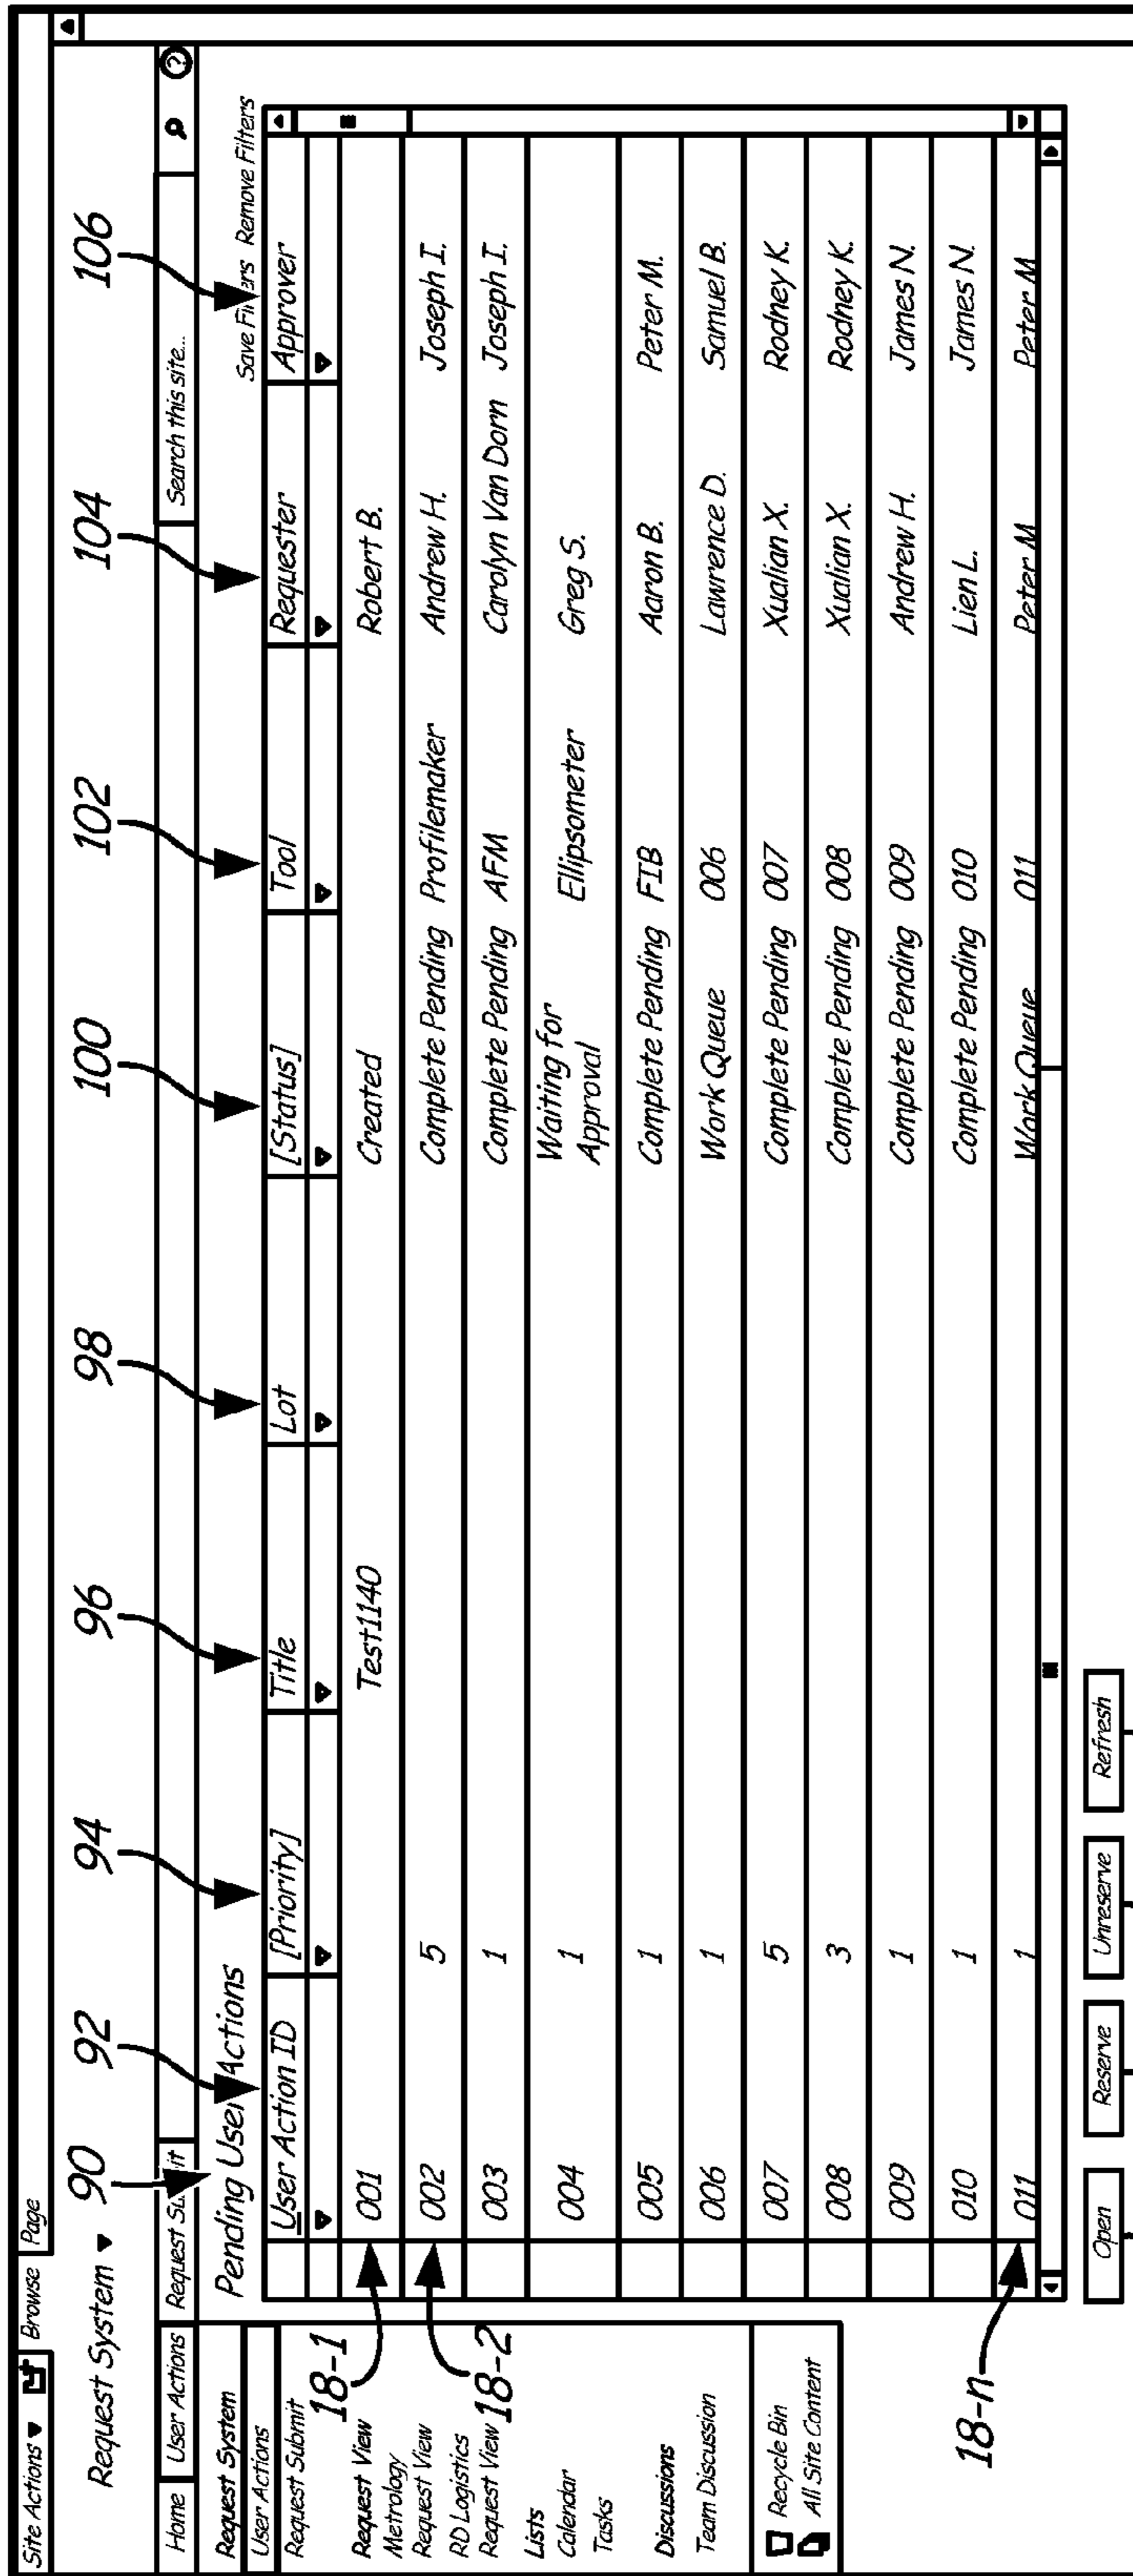 Site Actions Browse Page
Request System
90 92 94 96 98 100 102 104 106
Home User Actions Request Su it Search this site... ?
Request System
User Actions
Request Submit
Request View
Metrology
Request View
RD Logistics
Request View
Lists
Calendar
Tasks
Discussions
Team Discussion
Recycle Bin
All Site Content
18-1
18-2
18-n
Pending User Actions
Save Filters Remove Filters
User Action ID [Priority] Title Lot [Status] Tool Requester Approver
001 Test1140 Created Robert B.
002 5 Complete Pending Profilemaker Andrew H. Joseph I.
003 1 Complete Pending AFM Carolyn Van Dorn Joseph I.
004 1 Waiting for Approval Ellipsometer Greg S.
005 1 Complete Pending FIB Aaron B. Peter M.
006 1 Work Queue 006 Lawrence D. Samuel B.
007 5 Complete Pending 007 Xualian X. Rodney K.
008 3 Complete Pending 008 Xualian X. Rodney K.
009 1 Complete Pending 009 Andrew H. James N.
010 1 Complete Pending 010 Lien L. James N.
011 1 Work Queue 011 Peter M Peter M
Open Reserve Unreserve Refresh